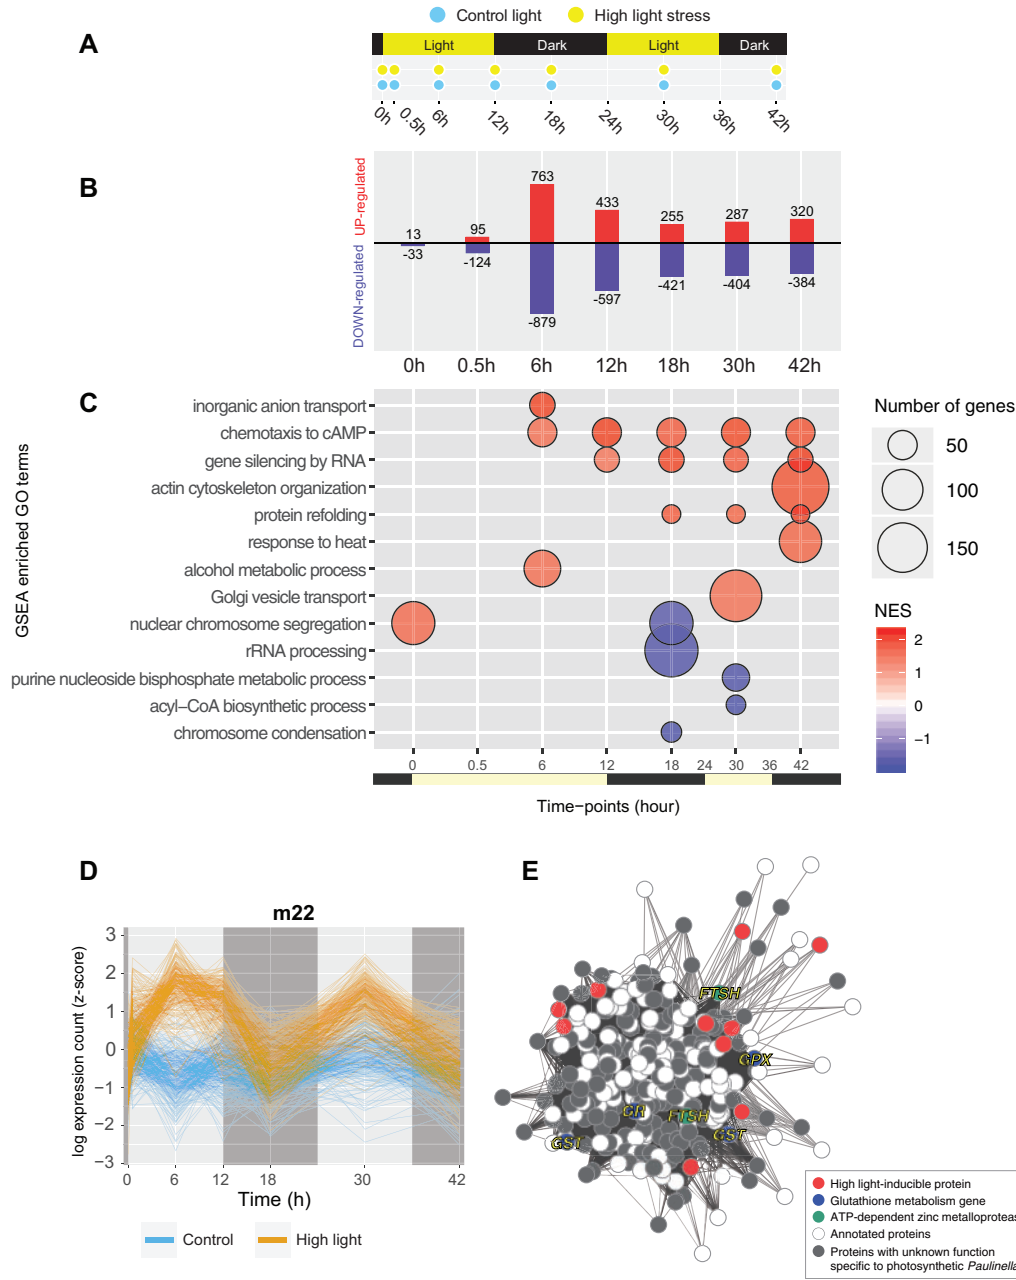 Control light
High light stress
A
Light
Dark
Light
Dark
0h
0.5h
6h
12h
18h
24h
30h
36h
42h
B
UP-regulated
DOWN-regulated
13
95
763
433
255
287
320
-33
-124
-879
-597
-421
-404
-384
0h
0.5h
6h
12h
18h
30h
42h
C
GSEA enriched GO terms
inorganic anion transport
chemotaxis to cAMP
gene silencing by RNA
actin cytoskeleton organization
protein refolding
response to heat
alcohol metabolic process
Golgi vesicle transport
nuclear chromosome segregation
rRNA processing
purine nucleoside bisphosphate metabolic process
acyl−CoA biosynthetic process
chromosome condensation
0
0.5
6
12
18
24
30
36
42
Time−points (hour)
Number of genes
50
100
150
NES
2
1
0
−1
D
m22
log expression count (z-score)
3
2
1
0
−1
−2
−3
0
6
12
18
30
42
Time (h)
Control
High light
E
FTSH
GPX
GR
FTSH
GST
GST
High light-inducible protein
Glutathione metabolism gene
ATP-dependent zinc metalloproteas
Annotated proteins
Proteins with unknown function
specific to photosynthetic Paulinella